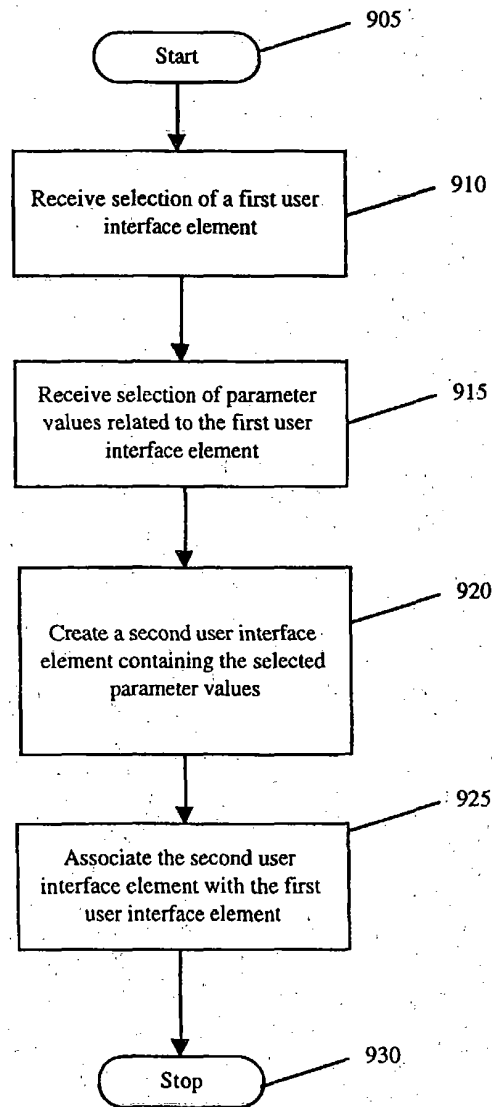 905
Start
910
Receive selection of a first user
interface element
915
Receive selection of parameter
values related to the first user
interface element
920
Create a second user interface
element containing the selected
parameter values
925
Associate the second user
interface element with the first
user interface element
930
Stop